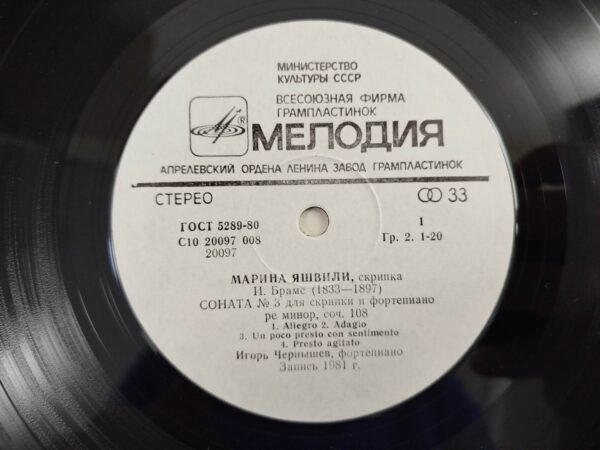 МИНИСТЕРСТВО
КУЛЬТУРЫ СССР
ВСЕСОЮЗНАЯ ФИРМА
ГРАМПЛАСТИНОК
® МЕЛОДИЯ
АПРЕЛЕВСКИЙ ОРДЕНА ЛЕНИНА ЗАВОД ГРАМПЛАСТИНОК
СТЕРЕО 33
ГОСТ 5289-80 1
С10 20097 008 Гр. 2. 1-20
20097
МАРИНА ЯШВИЛИ, скрипка
И. Брамс (1833—1897)
СОНАТА № 3 для скрипки и фортепиано
ре минор, соч. 108
1. Allegro 2. Adagio
3. Un poco presto con sentimento
4. Presto agitato
Игорь Чернышев, фортепиано
Запись 1981 г.